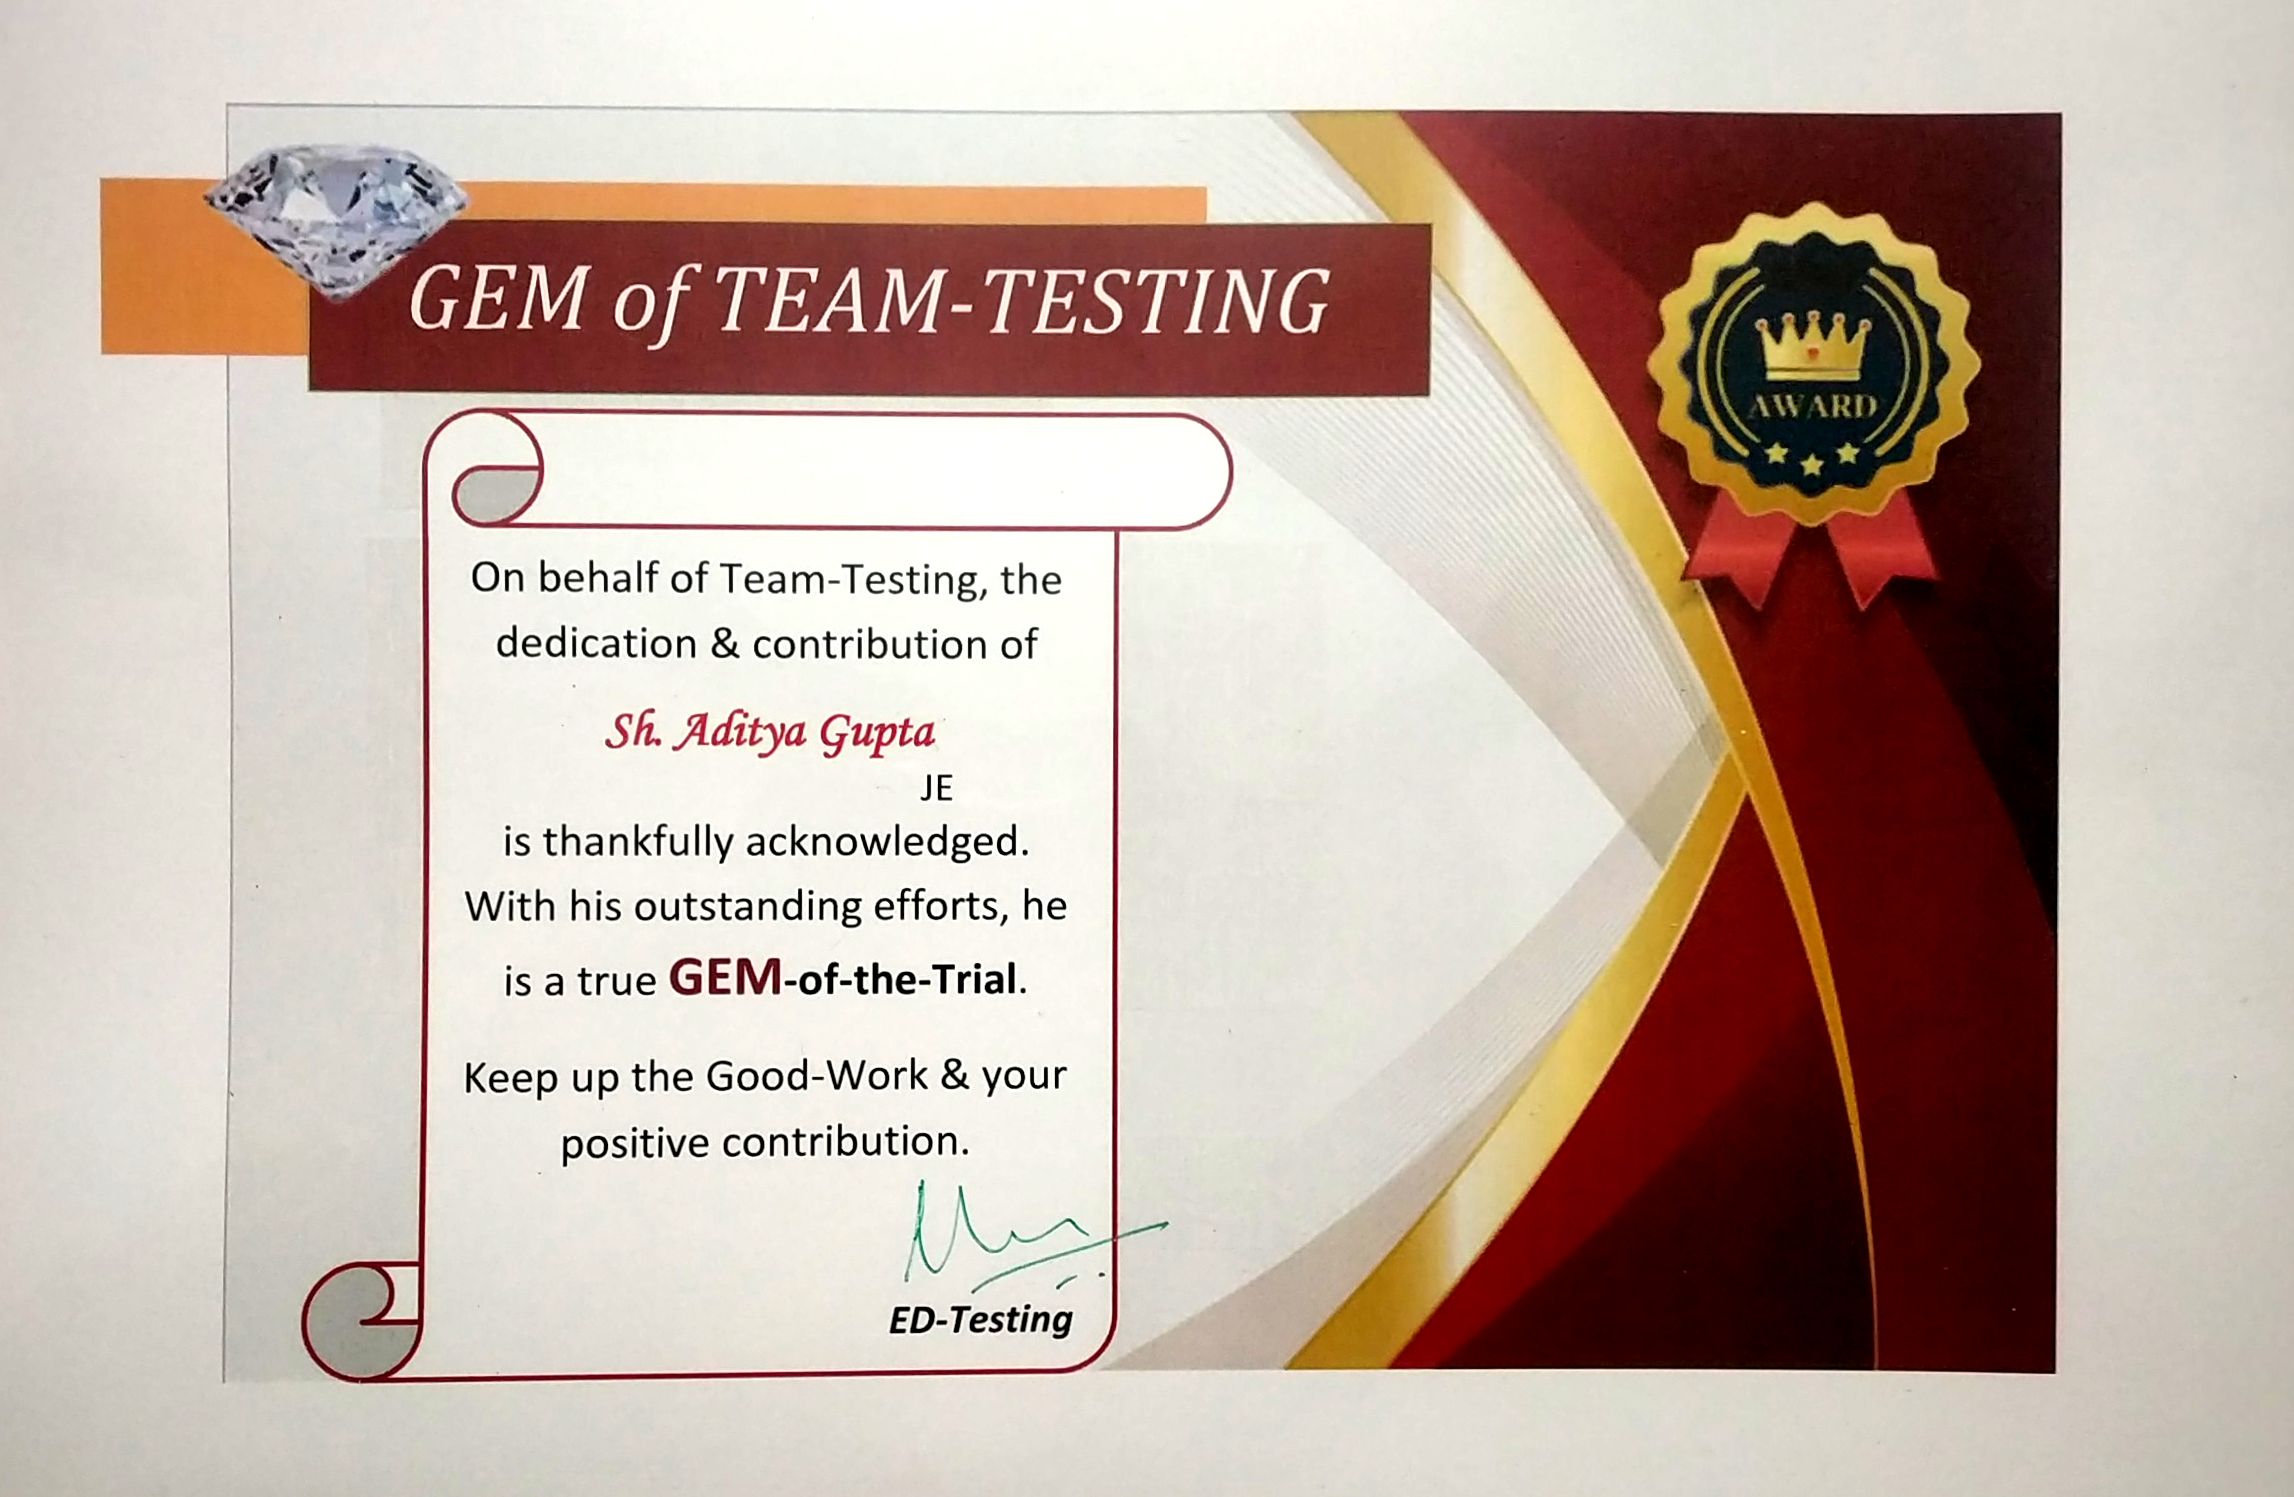 GEM of TEAM-TESTING
AWARD
On behalf of Team-Testing, the
dedication & contribution of
Sh. Aditya Gupta
JE
is thankfully acknowledged.
With his outstanding efforts, he
is a true GEM-of-the-Trial.
Keep up the Good-Work & your
positive contribution.
ED-Testing